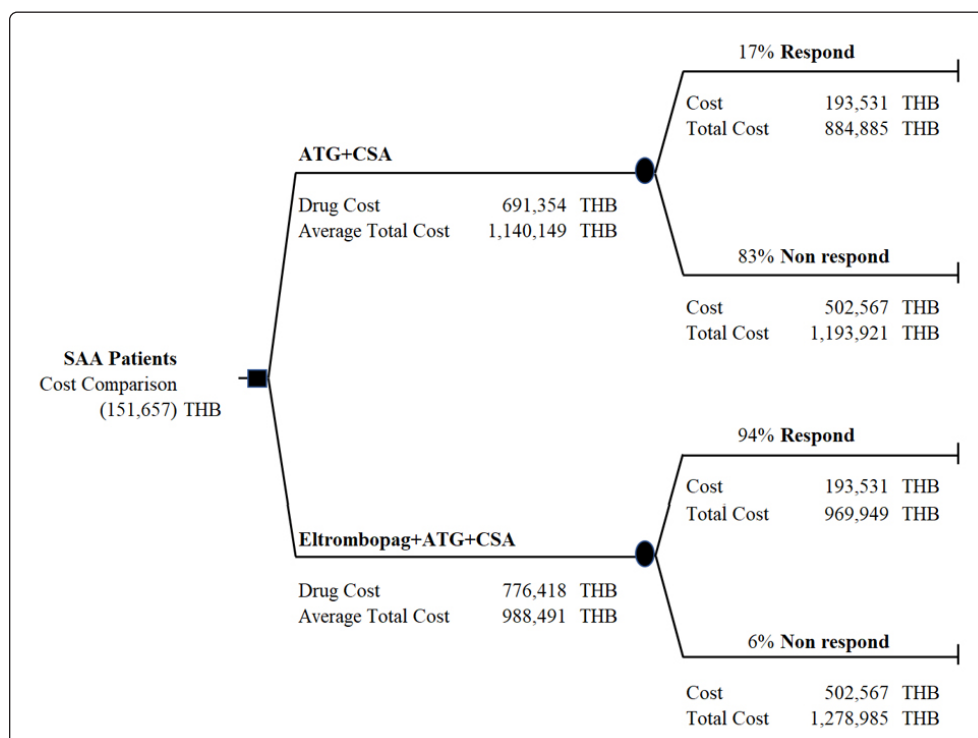 17% Respond
Cost 193,531 THB
Total Cost 884,885 THB
ATG+CSA
Drug Cost 691,354 THB
Average Total Cost 1,140,149 THB
83% Non respond
Cost 502,567 THB
Total Cost 1,193,921 THB
SAA Patients
Cost Comparison
(151,657) THB
94% Respond
Cost 193,531 THB
Total Cost 969,949 THB
Eltrombopag+ATG+CSA
Drug Cost 776,418 THB
Average Total Cost 988,491 THB
6% Non respond
Cost 502,567 THB
Total Cost 1,278,985 THB